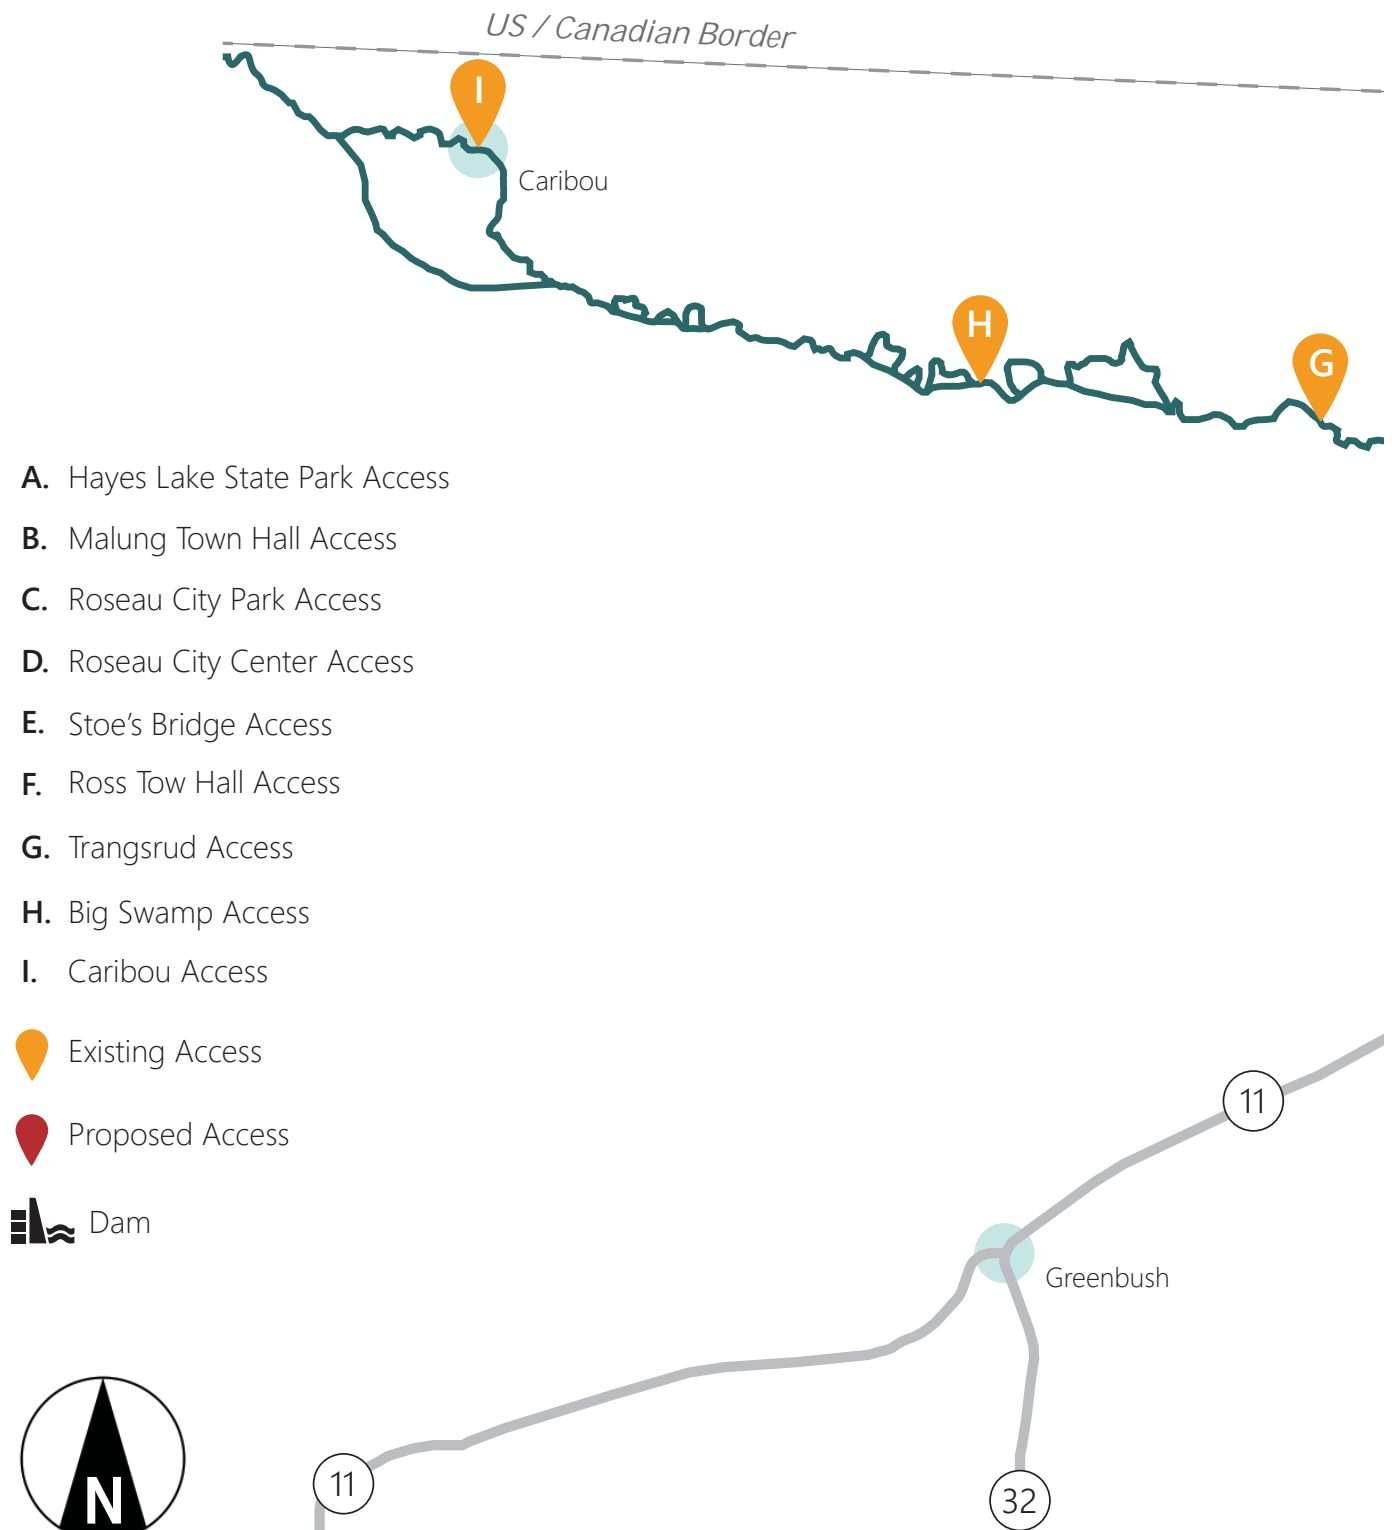 US / Canadian Border
I
Caribou
H
G
A. Hayes Lake State Park Access
B. Malung Town Hall Access
C. Roseau City Park Access
D. Roseau City Center Access
E. Stoe's Bridge Access
F. Ross Tow Hall Access
G. Trangsrud Access
H. Big Swamp Access
I. Caribou Access
Existing Access
Proposed Access
Dam
11
Greenbush
11
32
N